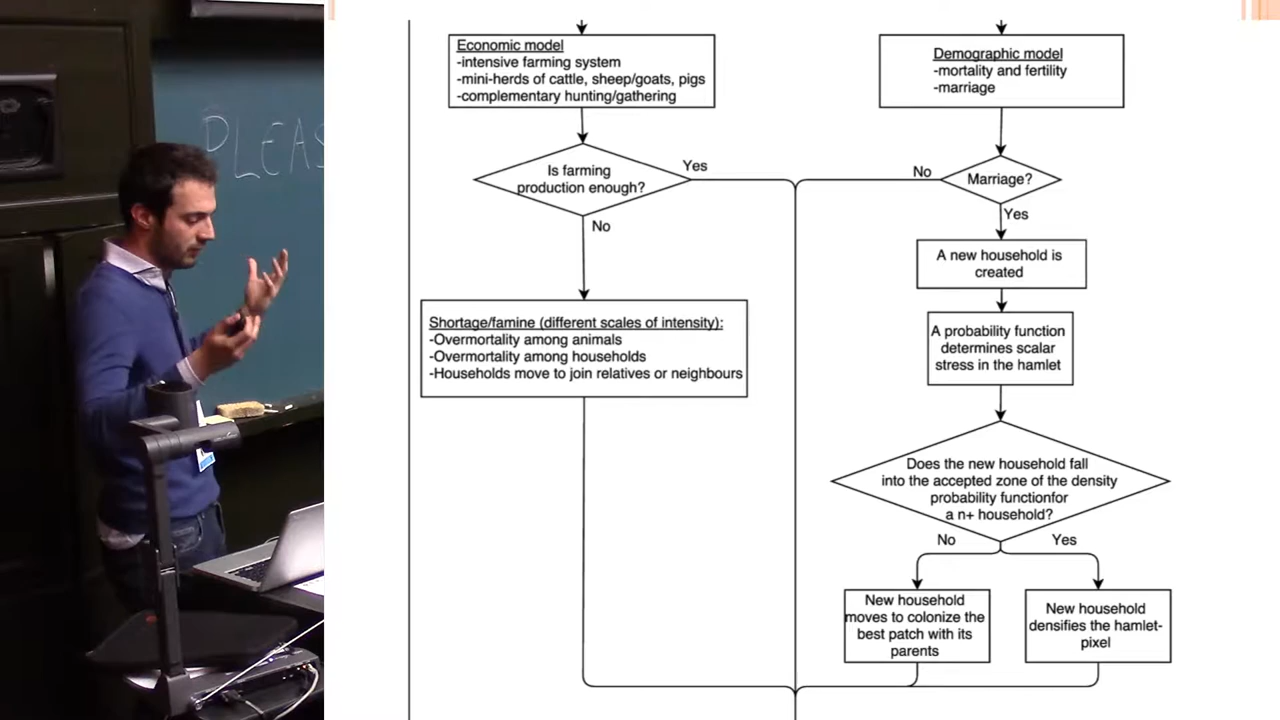 PLEAS
Economic model
-intensive farming system
-mini-herds of cattle, sheep/goats, pigs
-complementary hunting/gathering
Is farming
production enough?
Yes
No
Shortage/famine (different scales of intensity):
-Overmortality among animals
-Overmortality among households
-Households move to join relatives or neighbours
Demographic model
-mortality and fertility
-marriage
Marriage?
No
Yes
A new household is
created
A probability function
determines scalar
stress in the hamlet
Does the new household fall
into the accepted zone of the density
probability functionfor
a n+ household?
No
Yes
New household
moves to colonize the
best patch with its
parents
New household
densifies the hamlet-
pixel